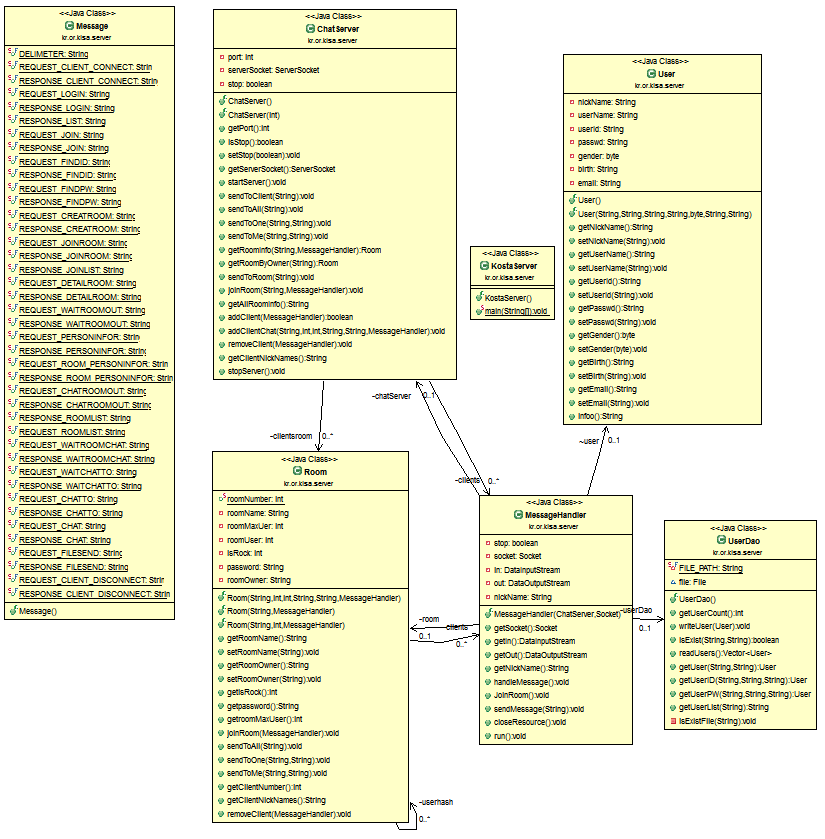 <<Java Class>>
Message
kr.or.kisa.server
DELIMETER: String
REQUEST_CLIENT_CONNECT: String
RESPONSE_CLIENT_CONNECT: String
REQUEST_LOGIN: String
RESPONSE_LOGIN: String
RESPONSE_LIST: String
REQUEST_JOIN: String
RESPONSE_JOIN: String
REQUEST_FINDID: String
RESPONSE_FINDID: String
REQUEST_FINDPW: String
RESPONSE_FINDPW: String
REQUEST_CREATROOM: String
RESPONSE_CREATROOM: String
REQUEST_JOINROOM: String
RESPONSE_JOINROOM: String
RESPONSE_JOINLIST: String
REQUEST_DETAILROOM: String
RESPONSE_DETAILROOM: String
REQUEST_WAITROOMOUT: String
RESPONSE_WAITROOMOUT: String
REQUEST_PERSONINFOR: String
RESPONSE_PERSONINFOR: String
REQUEST_ROOM_PERSONINFOR: String
RESPONSE_ROOM_PERSONINFOR: String
REQUEST_CHATROOMOUT: String
RESPONSE_CHATROOMOUT: String
RESPONSE_ROOMLIST: String
REQUEST_ROOMLIST: String
REQUEST_WAITROOMCHAT: String
RESPONSE_WAITROOMCHAT: String
REQUEST_WAITCHATTO: String
RESPONSE_WAITCHATTO: String
REQUEST_CHATTO: String
RESPONSE_CHATTO: String
REQUEST_CHAT: String
RESPONSE_CHAT: String
REQUEST_FILESEND: String
RESPONSE_FILESEND: String
REQUEST_CLIENT_DISCONNECT: String
RESPONSE_CLIENT_DISCONNECT: String
Message()
<<Java Class>>
ChatServer
kr.or.kisa.server
port: int
serverSocket: ServerSocket
stop: boolean
ChatServer()
ChatServer(int)
getPort():int
isStop():boolean
setStop(boolean):void
getServerSocket():ServerSocket
startServer():void
sendToClient(String):void
sendToAll(String):void
sendToOne(String,String):void
sendToMe(String,String):void
getRoomInfo(String,MessageHandler):Room
getRoomByOwner(String):Room
sendToRoom(String):void
joinRoom(String,MessageHandler):void
getAllRoomInfo():String
addClient(MessageHandler):boolean
addClientChat(String,int,int,String,String,MessageHandler):void
removeClient(MessageHandler):void
getClientNickNames():String
stopServer():void
<<Java Class>>
User
kr.or.kisa.server
nickName: String
userName: String
userId: String
passwd: String
gender: byte
birth: String
email: String
User()
User(String,String,String,String,byte,String,String)
getNickName():String
setNickName(String):void
getUserName():String
setUserName(String):void
getUserId():String
setUserId(String):void
getPasswd():String
setPasswd(String):void
getGender():byte
setGender(byte):void
getBirth():String
setBirth(String):void
getEmail():String
setEmail(String):void
infoo():String
<<Java Class>>
KostaServer
kr.or.kisa.server
KostaServer()
main(String[]):void
-chatServer
0..1
-clientsroom
0..*
~user
0..1
-clients
0..*
<<Java Class>>
Room
kr.or.kisa.server
roomNumber: int
roomName: String
roomMaxUer: int
roomUser: int
isRock: int
password: String
roomOwner: String
Room(String,int,int,String,String,MessageHandler)
Room(String,MessageHandler)
Room(String,int,MessageHandler)
getRoomName():String
setRoomName(String):void
getRoomOwner():String
setRoomOwner(String):void
getIsRock():int
getpassword():String
getroomMaxUser():int
joinRoom(MessageHandler):void
sendToAll(String):void
sendToOne(String,String):void
sendToMe(String,String):void
getClientNumber():int
getClientNickNames():String
removeClient(MessageHandler):void
-room
0..1
clients
0..*
-userhash
0..*
<<Java Class>>
MessageHandler
kr.or.kisa.server
stop: boolean
socket: Socket
in: DataInputStream
out: DataOutputStream
nickName: String
MessageHandler(ChatServer,Socket)
getSocket():Socket
getIn():DataInputStream
getOut():DataOutputStream
getNickName():String
handleMessage():void
JoinRoom():void
sendMessage(String):void
closeResource():void
run():void
-userDao
0..1
<<Java Class>>
UserDao
kr.or.kisa.server
FILE_PATH: String
file: File
UserDao()
getUserCount():int
writeUser(User):void
isExist(String,String):boolean
readUsers():Vector<User>
getUser(String,String):User
getUserID(String,String,String):User
getUserPW(String,String,String):User
getUserList(String):String
isExistFile(String):void